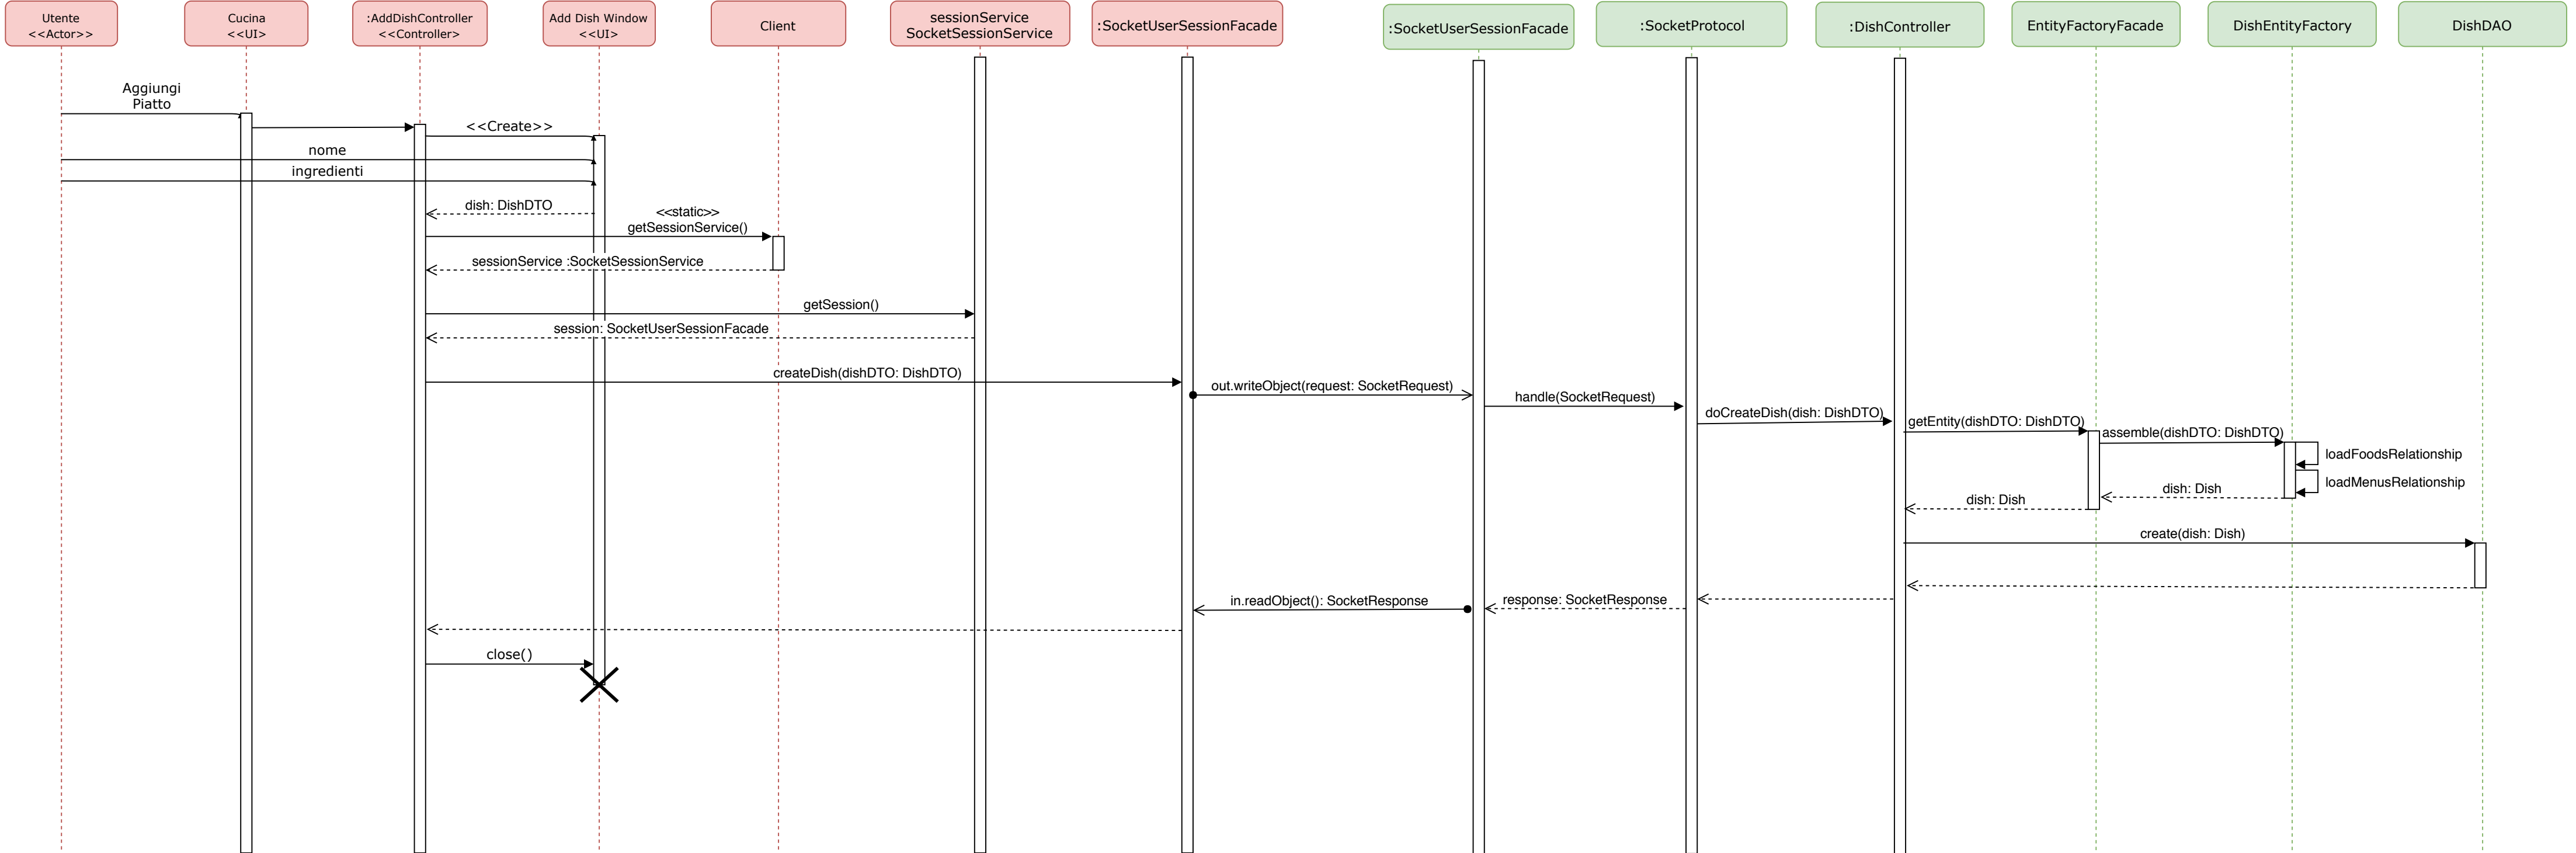 Utente
<<Actor>>
Cucina
<<UI>
:AddDishController
<<Controller>
Add Dish Window
<<UI>
Client
sessionService
SocketSessionService
:SocketUserSessionFacade
:SocketUserSessionFacade
:SocketProtocol
:DishController
EntityFactoryFacade
DishEntityFactory
DishDAO
Aggiungi
Piatto
<<Create>>
nome
ingredienti
dish: DishDTO
<<static>>
getSessionService()
sessionService :SocketSessionService
getSession()
session: SocketUserSessionFacade
createDish(dishDTO: DishDTO)
out.writeObject(request: SocketRequest)
handle(SocketRequest)
doCreateDish(dish: DishDTO)
getEntity(dishDTO: DishDTO)
assemble(dishDTO: DishDTO)
loadFoodsRelationship
loadMenusRelationship
dish: Dish
dish: Dish
create(dish: Dish)
response: SocketResponse
in.readObject(): SocketResponse
close()